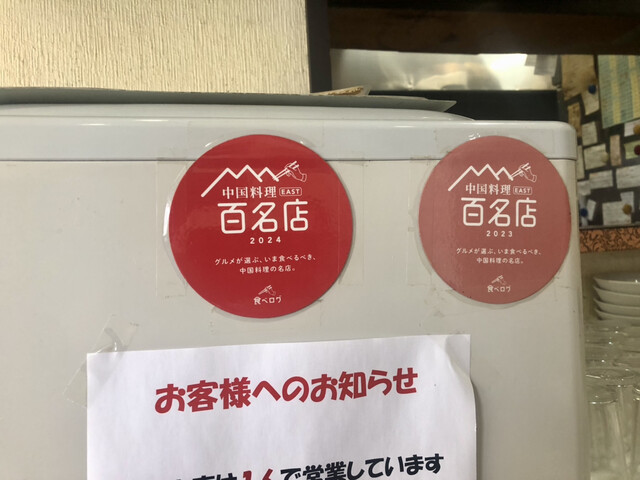 中国料理 EAST
百名店
2024
グルメが選ぶ、いま食べるべき、
中国料理の名店。
食べログ
中国料理 EAST
百名店
2023
グルメが選ぶ、いま食べるべき、
中国料理の名店。
食べログ
お客様へのお知らせ
で営業しています